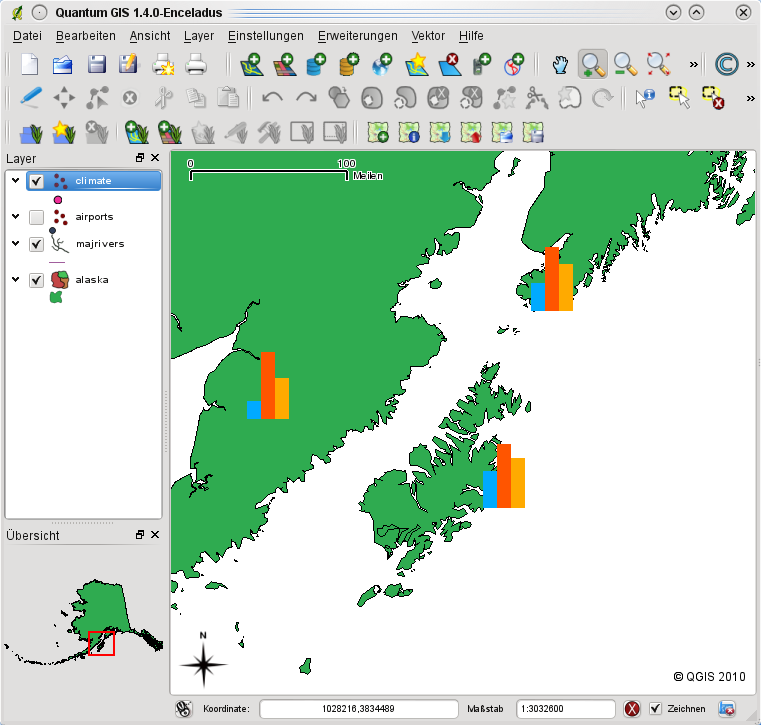 Quantum GIS 1.4.0-Enceladus
Datei Bearbeiten Ansicht Layer Einstellungen Erweiterungen Vektor Hilfe
Layer
climate
airports
majrivers
alaska
0 100
Meilen
Übersicht
N
© QGIS 2010
Koordinate: 1028216,3834489 Maßstab 1:3032600 Zeichnen